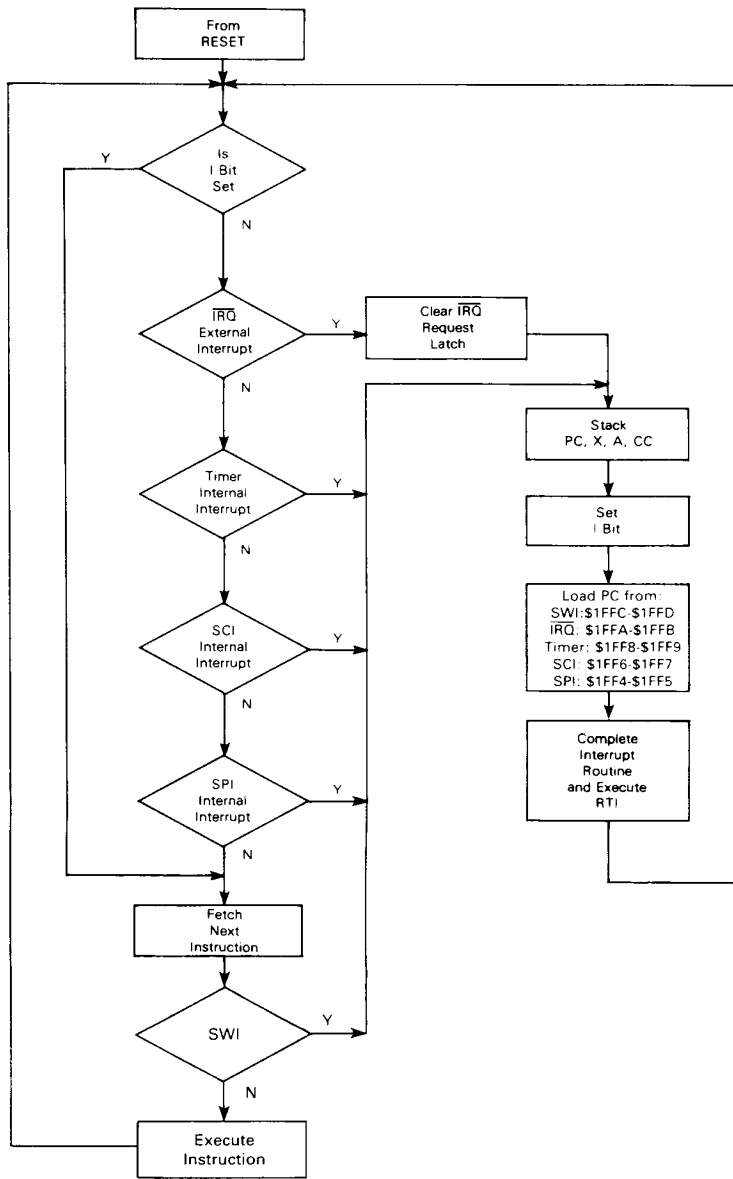 From
RESET
Is
I Bit
Set
Y
N
IRQ
External
Interrupt
Y
N
Clear IRQ
Request
Latch
Stack
PC, X, A, CC
Timer
Internal
Interrupt
Y
N
Set
I Bit
Load PC from:
SWI:$1FFC-$1FFD
IRQ: $1FFA-$1FFB
Timer: $1FF8-$1FF9
SCI: $1FF6-$1FF7
SPI: $1FF4-$1FF5
SCI
Internal
Interrupt
Y
N
Complete
Interrupt
Routine
and Execute
RTI
SPI
Internal
Interrupt
Y
N
Fetch
Next
Instruction
SWI
Y
N
Execute
Instruction